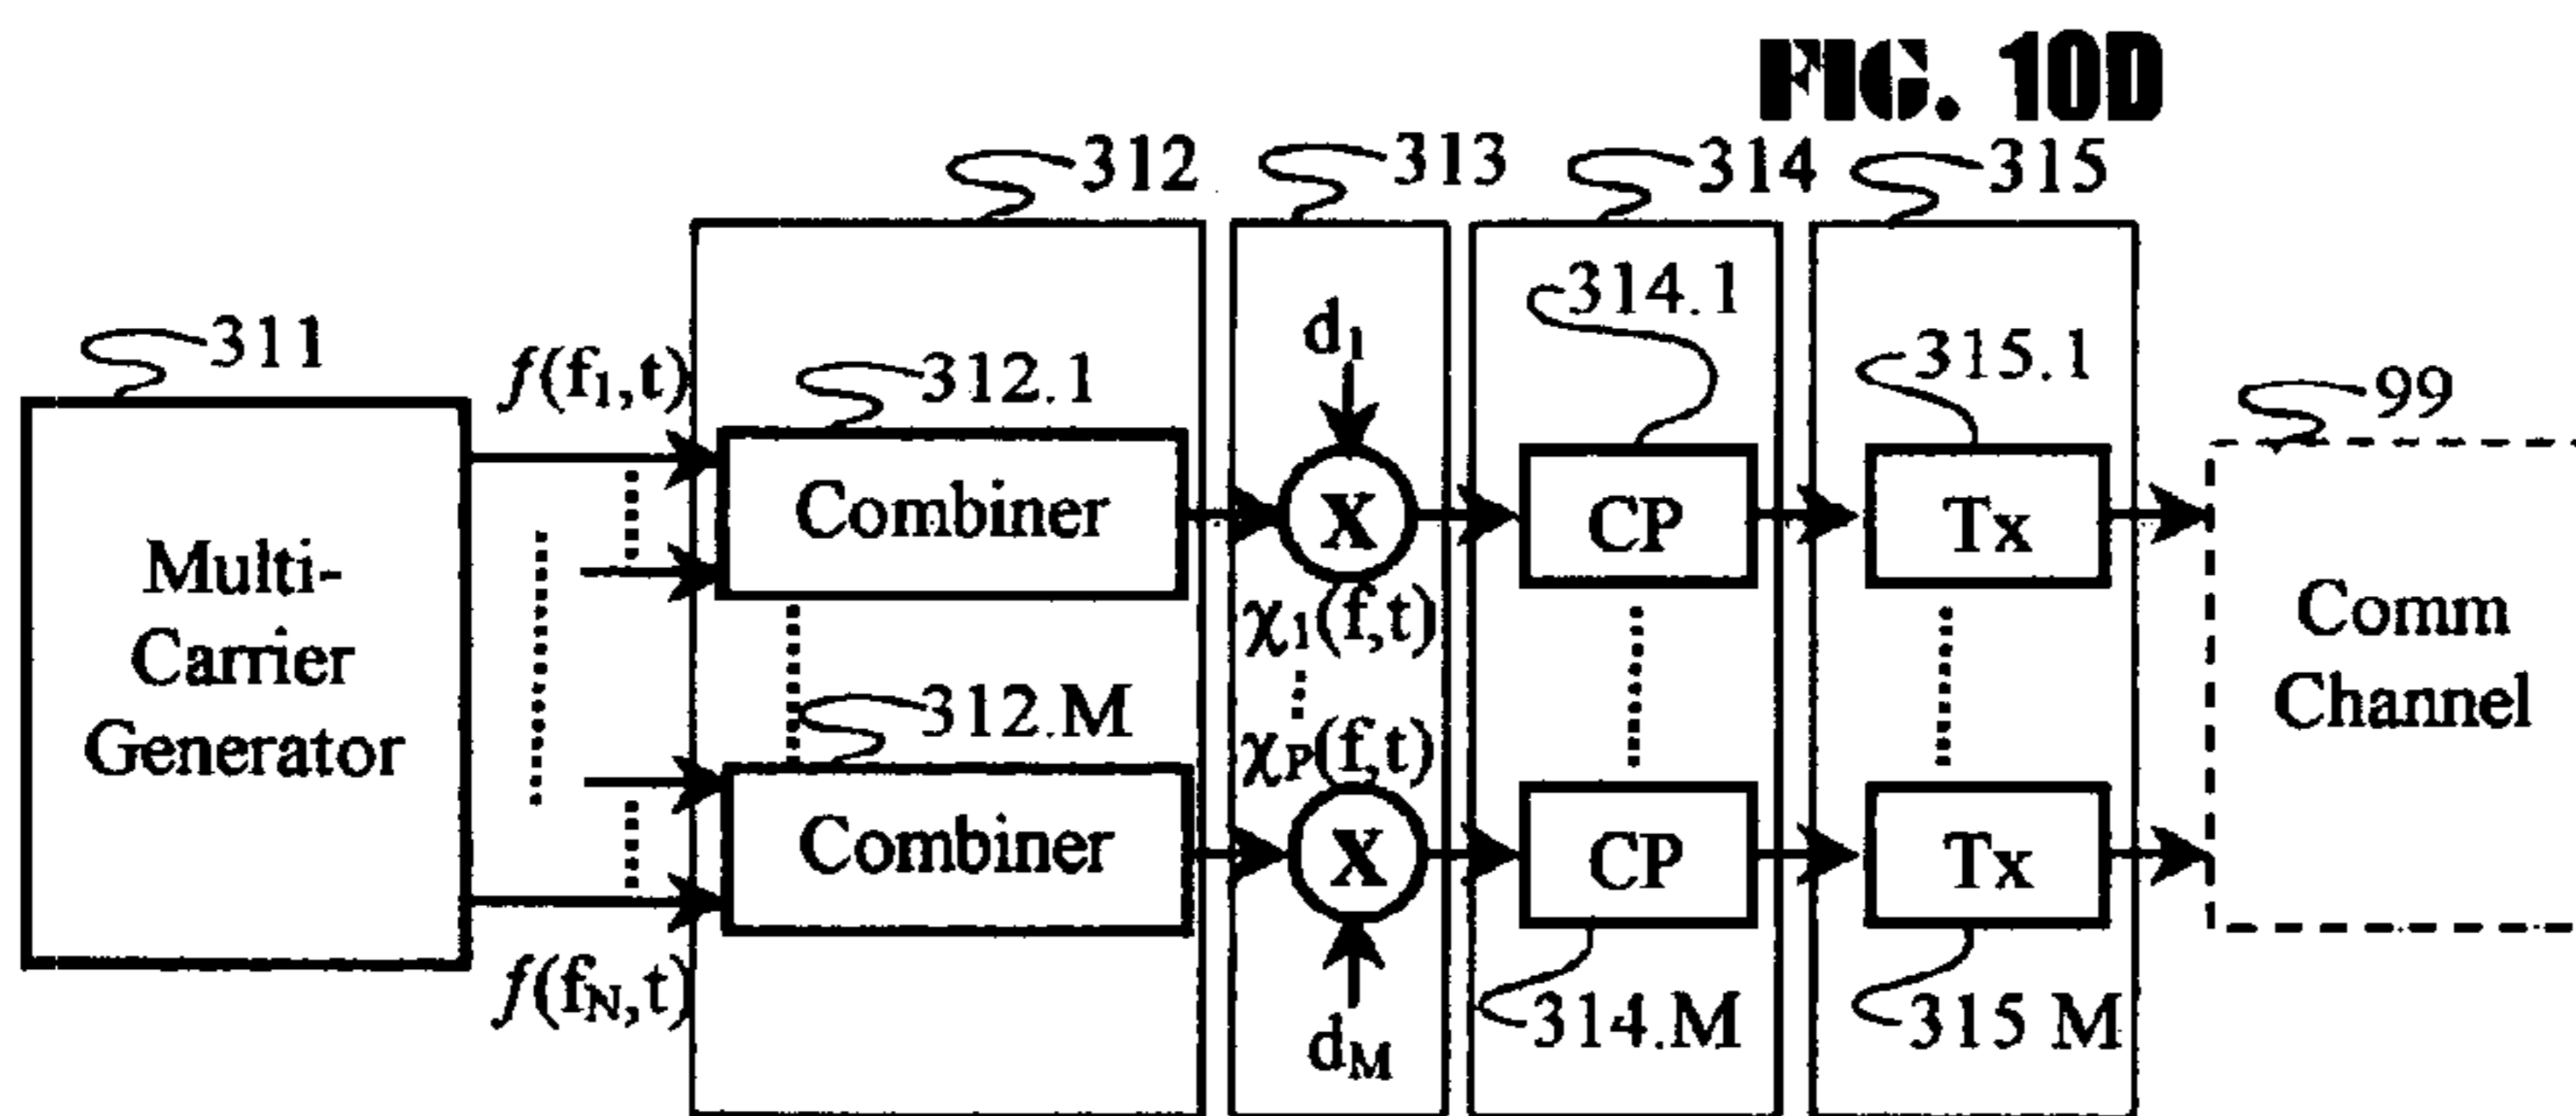 FIG. 10D
312
313
314
315
311
f(f1,t)
312.1
d1
314.1
315.1
99
Multi-
Carrier
Generator
Combiner
X
CP
Tx
χ1(f,t)
Comm
Channel
312.M
χP(f,t)
Combiner
X
CP
Tx
f(fN,t)
dM
314.M
315 M